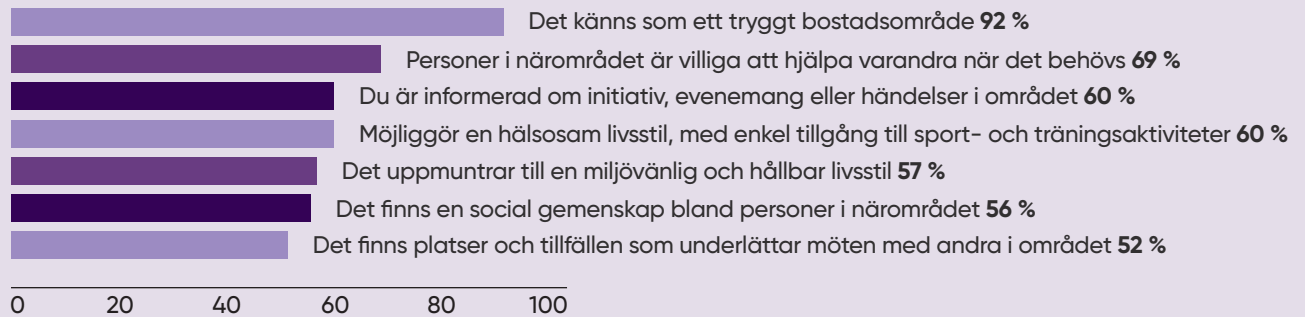 Det känns som ett tryggt bostadsområde 92 %
Personer i närområdet är villiga att hjälpa varandra när det behövs 69 %
Du är informerad om initiativ, evenemang eller händelser i området 60 %
Möjliggör en hälsosam livsstil, med enkel tillgång till sport- och träningsaktiviteter 60 %
Det uppmuntrar till en miljövänlig och hållbar livsstil 57 %
Det finns en social gemenskap bland personer i närområdet 56 %
Det finns platser och tillfällen som underlättar möten med andra i området 52 %
0 20 40 60 80 100